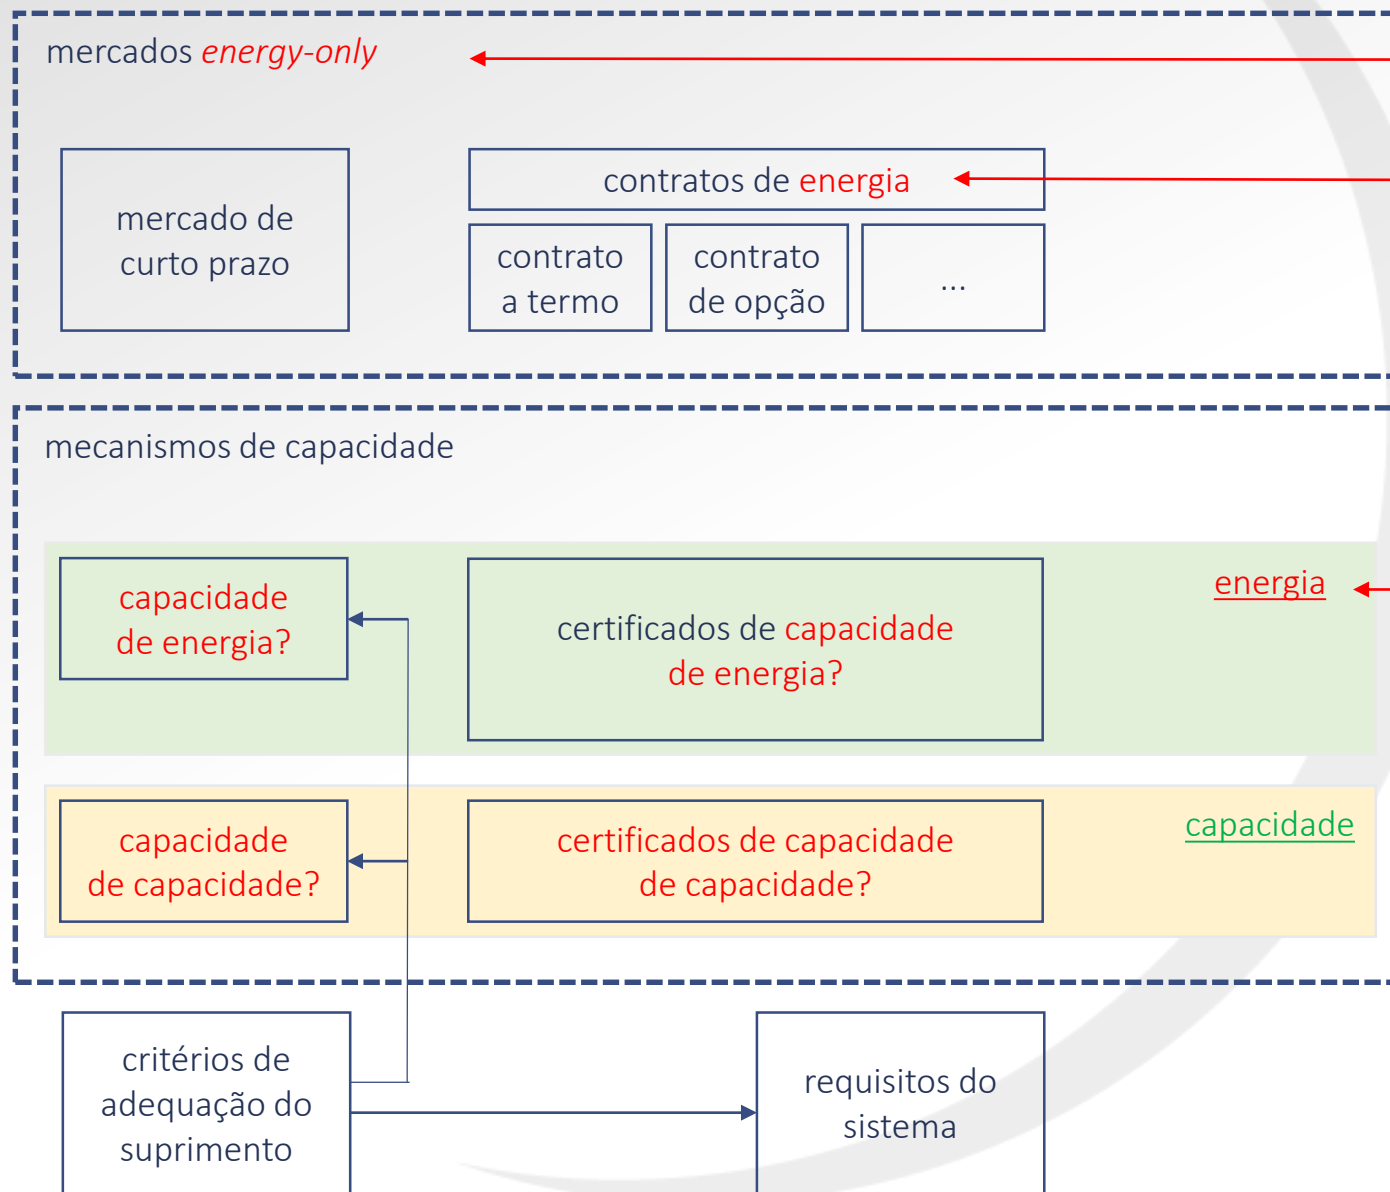 mercados energy-only
mercado de
curto prazo
contratos de energia
contrato
a termo
contrato
de opção
...
mecanismos de capacidade
capacidade
de energia?
certificados de capacidade
de energia?
energia
capacidade
de capacidade?
certificados de capacidade
de capacidade?
capacidade
critérios de
adequação do
suprimento
requisitos do
sistema